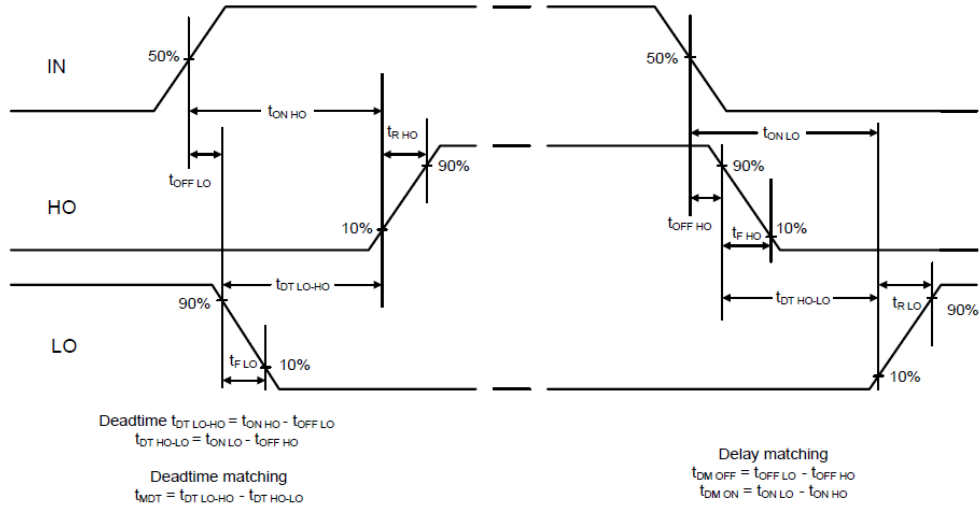 IN
50%
50%
tON HO
tON LO
tR HO
tOFF LO
90%
90%
HO
tOFF HO
10%
tF HO
10%
tDT LO-HO
tDT HO-LO
tR LO
90%
90%
LO
tF LO
10%
10%
Deadtime tDT LO-HO = tON HO - tOFF LO
tDT HO-LO = tON LO - tOFF HO
Deadtime matching
tMDT = tDT LO-HO - tDT HO-LO
Delay matching
tDM OFF = tOFF LO - tOFF HO
tDM ON = tON LO - tON HO